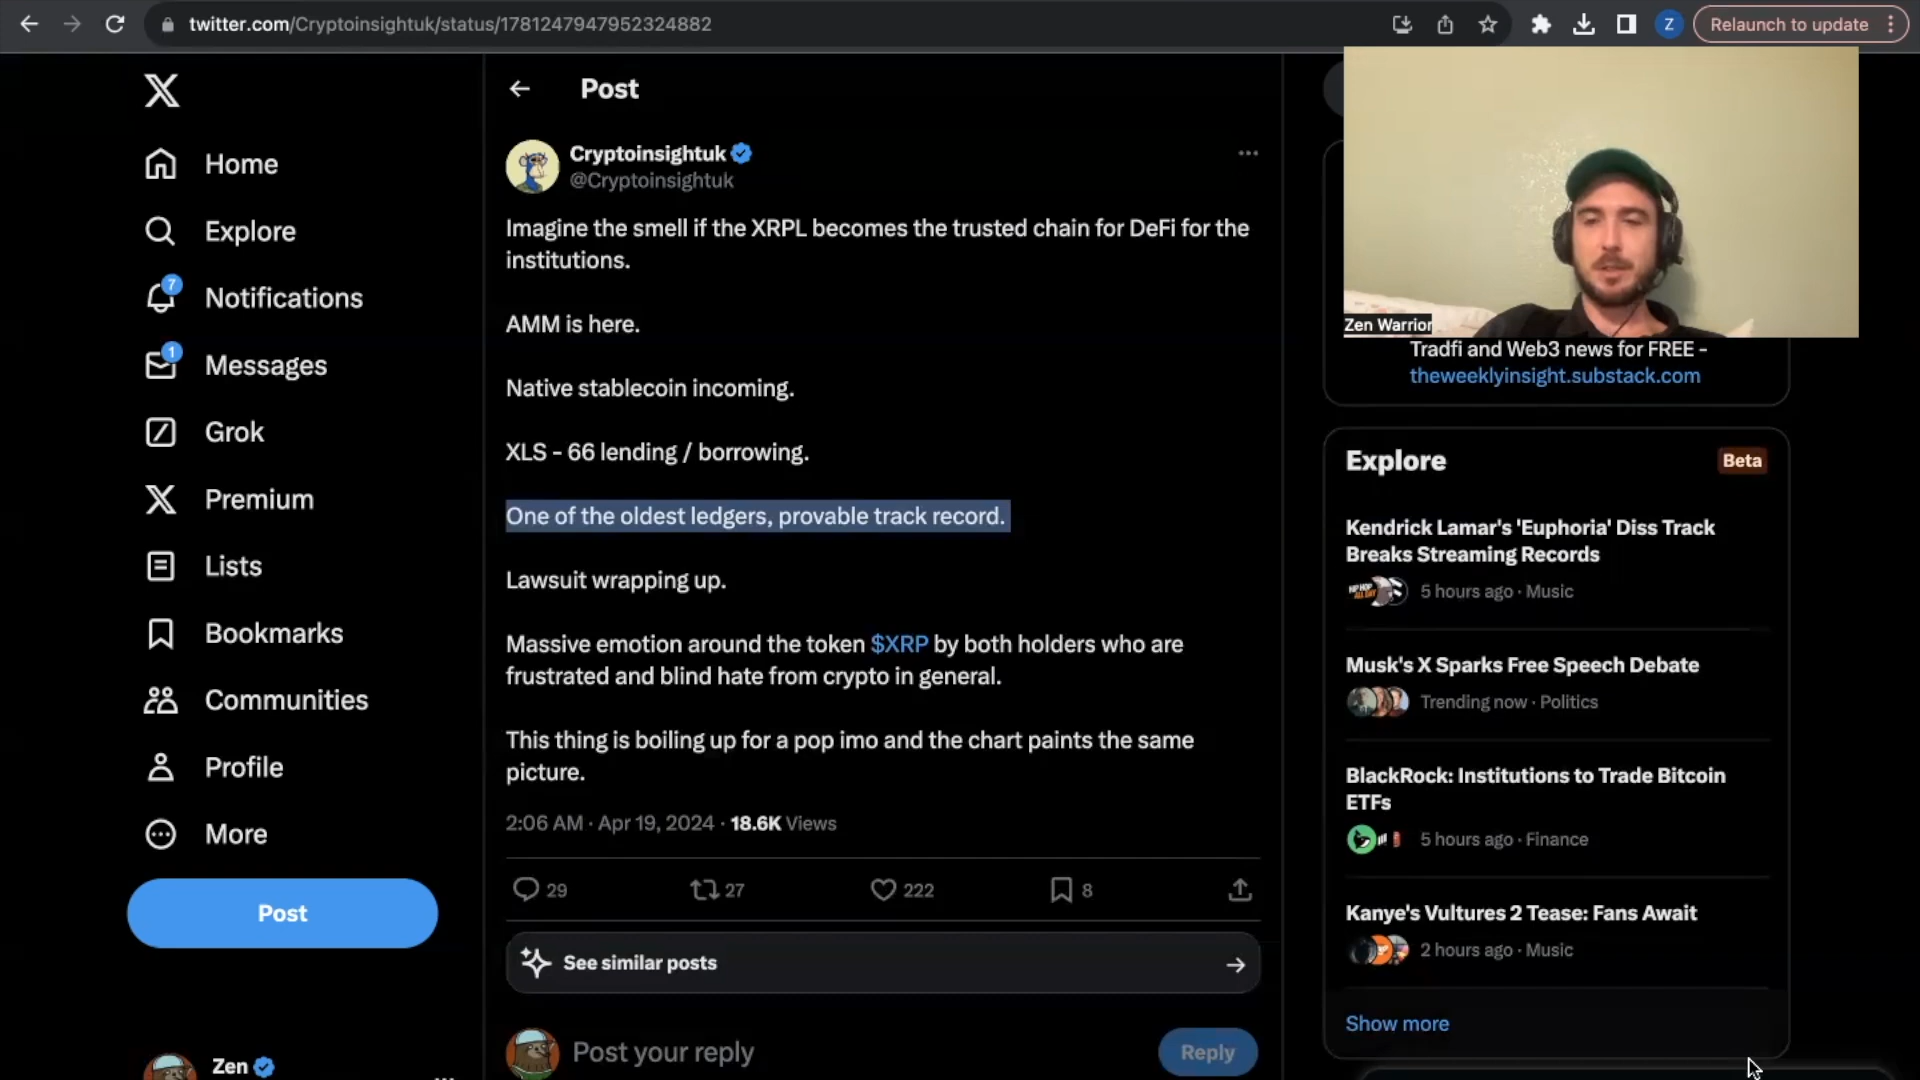 twitter.com/Cryptoinsightuk/status/1781247947952324882
Z
Relaunch to update
Home
Explore
7
Notifications
1
Messages
Grok
Premium
Lists
Bookmarks
Communities
Profile
More
Post
Zen
Post
Cryptoinsightuk
@Cryptoinsightuk
Imagine the smell if the XRPL becomes the trusted chain for DeFi for the
institutions.
AMM is here.
Native stablecoin incoming.
XLS - 66 lending / borrowing.
One of the oldest ledgers, provable track record.
Lawsuit wrapping up.
Massive emotion around the token $XRP by both holders who are
frustrated and blind hate from crypto in general.
This thing is boiling up for a pop imo and the chart paints the same
picture.
2:06 AM · Apr 19, 2024 · 18.6K Views
29
27
222
8
See similar posts
Post your reply
Reply
Zen Warrior
Tradfi and Web3 news for FREE -
theweeklyinsight.substack.com
Explore
Beta
Kendrick Lamar's 'Euphoria' Diss Track
Breaks Streaming Records
5 hours ago · Music
Musk's X Sparks Free Speech Debate
Trending now · Politics
BlackRock: Institutions to Trade Bitcoin
ETFs
5 hours ago · Finance
Kanye's Vultures 2 Tease: Fans Await
2 hours ago · Music
Show more